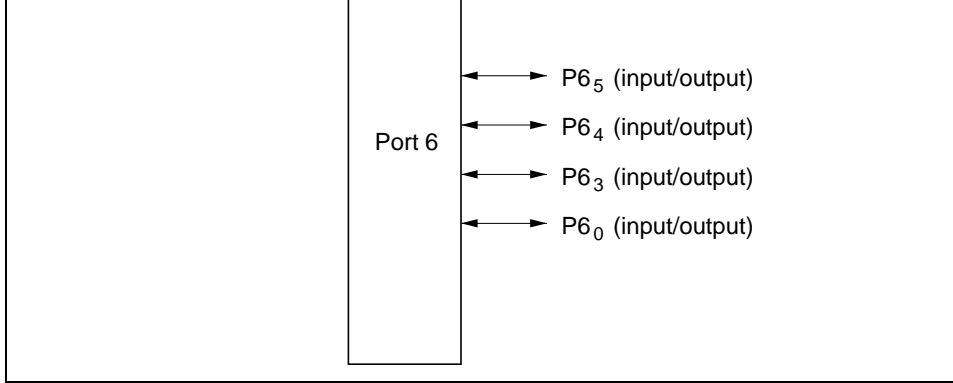 P6₅ (input/output)
Port 6
P6₄ (input/output)
P6₃ (input/output)
P6₀ (input/output)